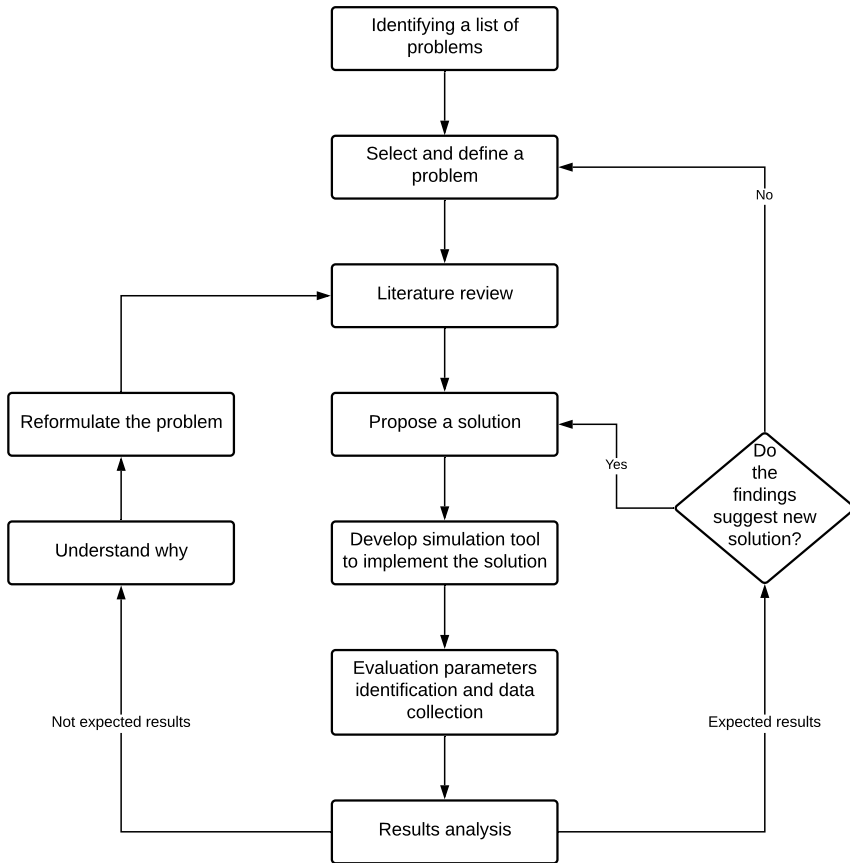 Identifying a list of
problems
Select and define a
problem
No
Literature review
Reformulate the problem
Propose a solution
Yes
Do
the
findings
suggest new
solution?
Understand why
Develop simulation tool
to implement the solution
Evaluation parameters
identification and data
collection
Not expected results
Expected results
Results analysis